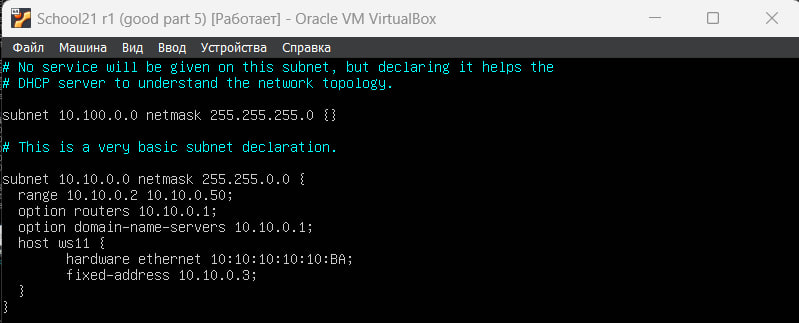 School21 r1 (good part 5) [Работает] - Oracle VM VirtualBox
Файл Машина Вид Ввод Устройства Справка
# No service will be given on this subnet, but declaring it helps the
# DHCP server to understand the network topology.
subnet 10.100.0.0 netmask 255.255.255.0 {}
# This is a very basic subnet declaration.
subnet 10.10.0.0 netmask 255.255.0.0 {
  range 10.10.0.2 10.10.0.50;
  option routers 10.10.0.1;
  option domain-name-servers 10.10.0.1;
  host ws11 {
        hardware ethernet 10:10:10:10:10:BA;
        fixed-address 10.10.0.3;
  }
}